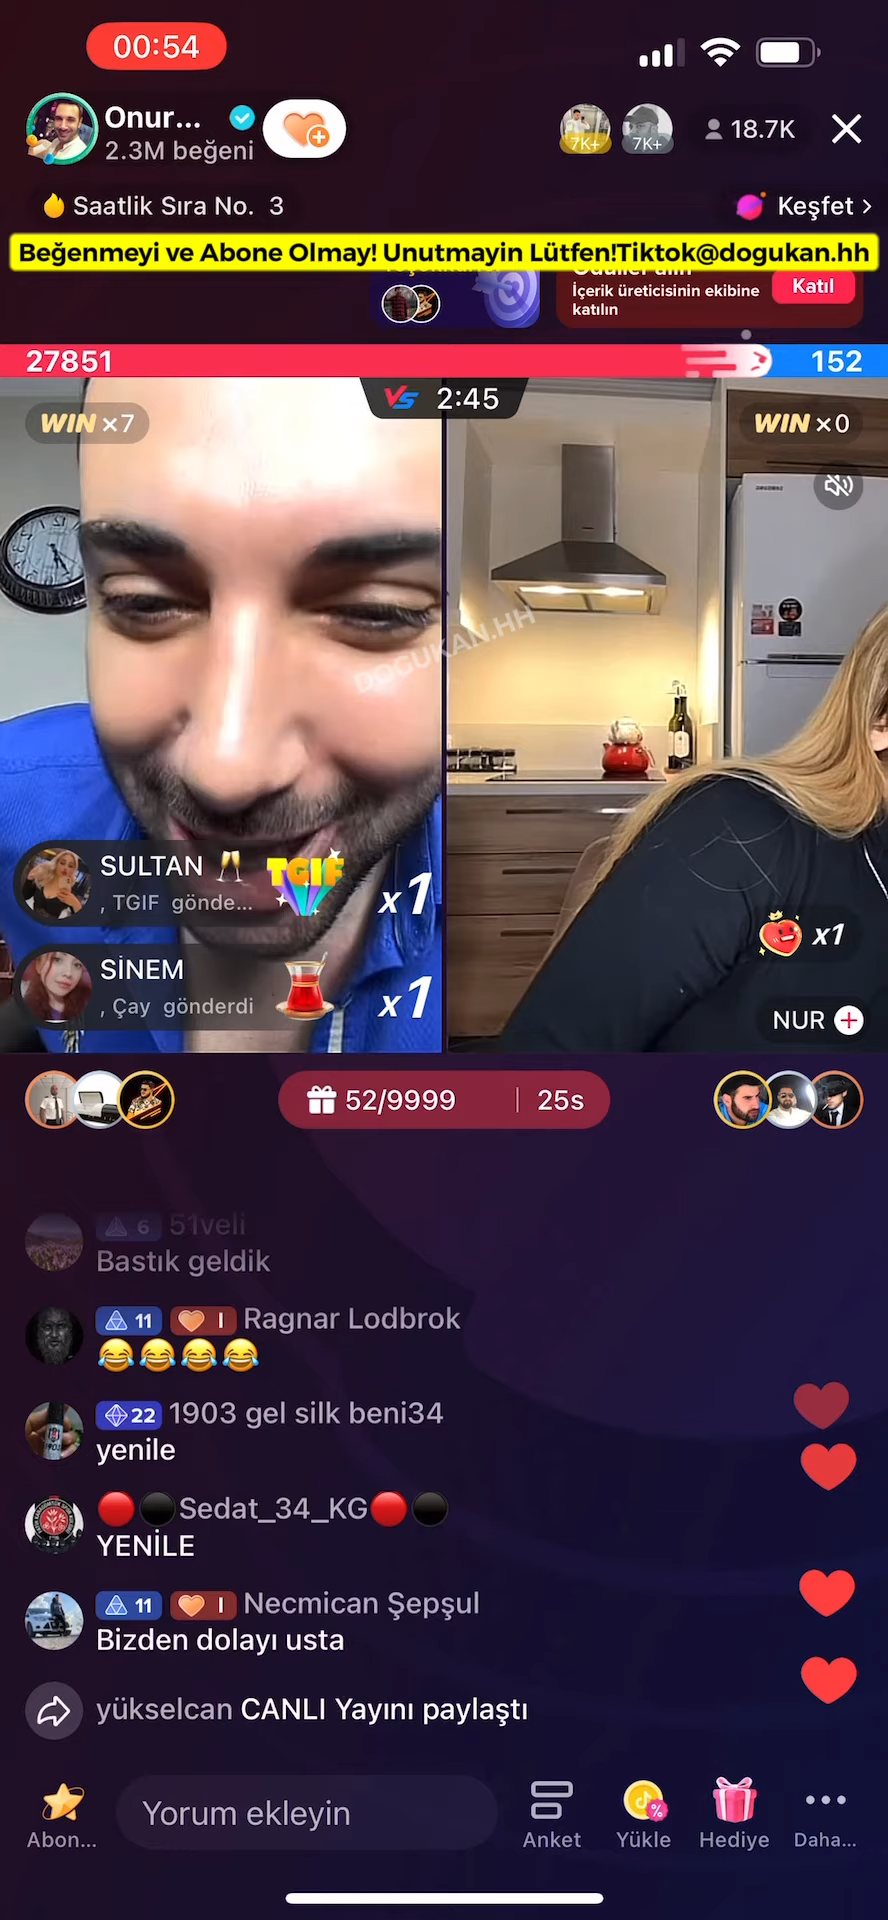 00:54
Onur...
2.3M beğeni
7K+
7K+
18.7K
Saatlik Sıra No. 3
Keşfet
Beğenmeyi ve Abone Olmay! Unutmayin Lütfen!Tiktok@dogukan.hh
İçerik üreticisinin ekibine
katılın
Katıl
27851
152
VS 2:45
WIN x7
WIN x0
DOGUKAN.HH
SULTAN 🥂
, TGIF gönde...
TGIF
x1
SİNEM
, Çay gönderdi
x1
x1
NUR
52/9999
25s
6 51veli
Bastık geldik
11 I Ragnar Lodbrok
😂😂😂😂
22 1903 gel silk beni34
yenile
🔴⚫Sedat_34_KG🔴⚫
YENİLE
11 I Necmican Şepşul
Bizden dolayı usta
yükselcan CANLI Yayını paylaştı
Abon...
Yorum ekleyin
Anket
Yükle
Hediye
Daha...